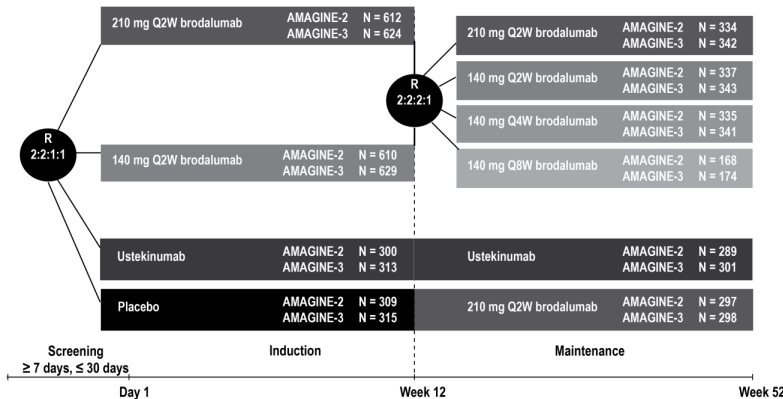 210 mg Q2W brodalumab AMAGINE-2 N = 612
AMAGINE-3 N = 624
R
2:2:1:1
140 mg Q2W brodalumab AMAGINE-2 N = 610
AMAGINE-3 N = 629
Ustekinumab AMAGINE-2 N = 300
AMAGINE-3 N = 313
Placebo AMAGINE-2 N = 309
AMAGINE-3 N = 315
R
2:2:2:1
210 mg Q2W brodalumab AMAGINE-2 N = 334
AMAGINE-3 N = 342
140 mg Q2W brodalumab AMAGINE-2 N = 337
AMAGINE-3 N = 343
140 mg Q4W brodalumab AMAGINE-2 N = 335
AMAGINE-3 N = 341
140 mg Q8W brodalumab AMAGINE-2 N = 168
AMAGINE-3 N = 174
Ustekinumab AMAGINE-2 N = 289
AMAGINE-3 N = 301
210 mg Q2W brodalumab AMAGINE-2 N = 297
AMAGINE-3 N = 298
Screening
≥ 7 days, ≤ 30 days
Induction
Maintenance
Day 1
Week 12
Week 52